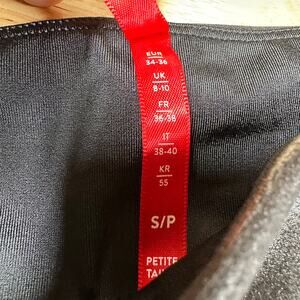 EUR
34-36
UK
8-10
FR
36-38
IT
38-40
KR
55
S/P
PETITE